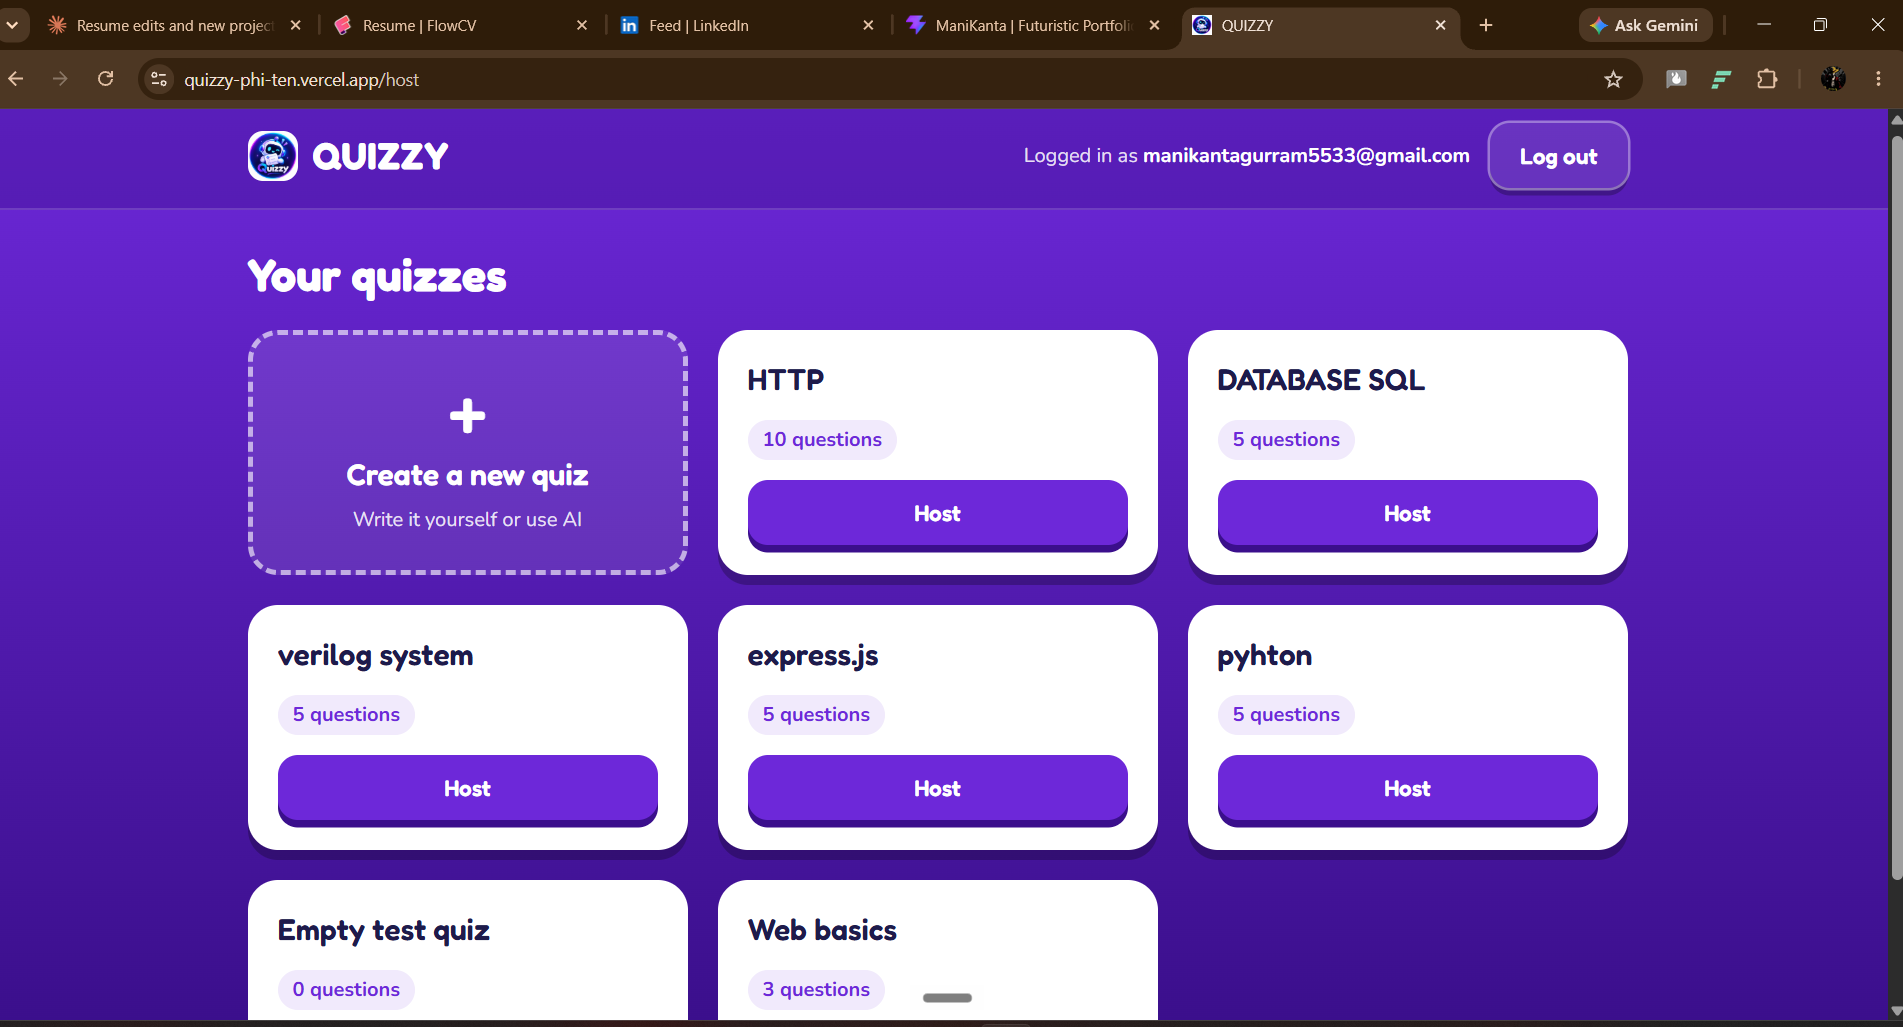 Resume edits and new project
Resume | FlowCV
Feed | LinkedIn
ManiKanta | Futuristic Portfolio
QUIZZY
Ask Gemini
quizzy-phi-ten.vercel.app/host
Quizzy
QUIZZY
Logged in as manikantagurram5533@gmail.com
Log out
Your quizzes
+
Create a new quiz
Write it yourself or use AI
HTTP
10 questions
Host
DATABASE SQL
5 questions
Host
verilog system
5 questions
Host
express.js
5 questions
Host
pyhton
5 questions
Host
Empty test quiz
0 questions
Web basics
3 questions